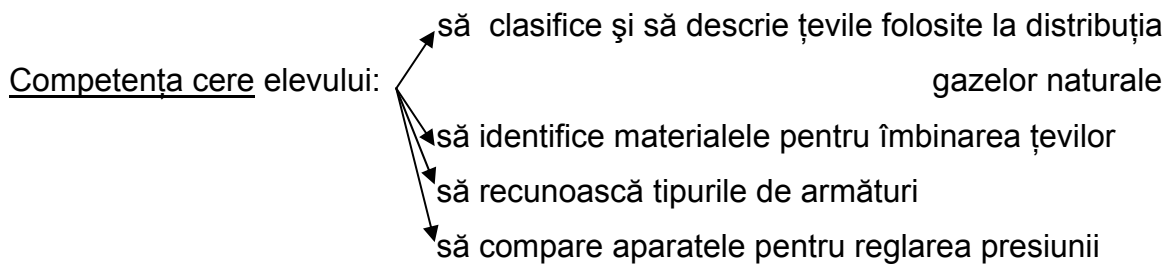 să clasifice şi să descrie țevile folosite la distribuția
Competența cere elevului: gazelor naturale
să identifice materialele pentru îmbinarea țevilor
să recunoască tipurile de armături
să compare aparatele pentru reglarea presiunii